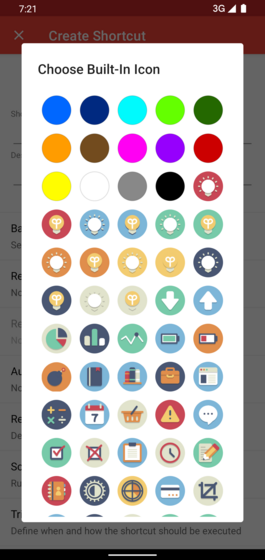 7:21
3G
Create Shortcut
Choose Built-In Icon
7
Define when and how the shortcut should be executed